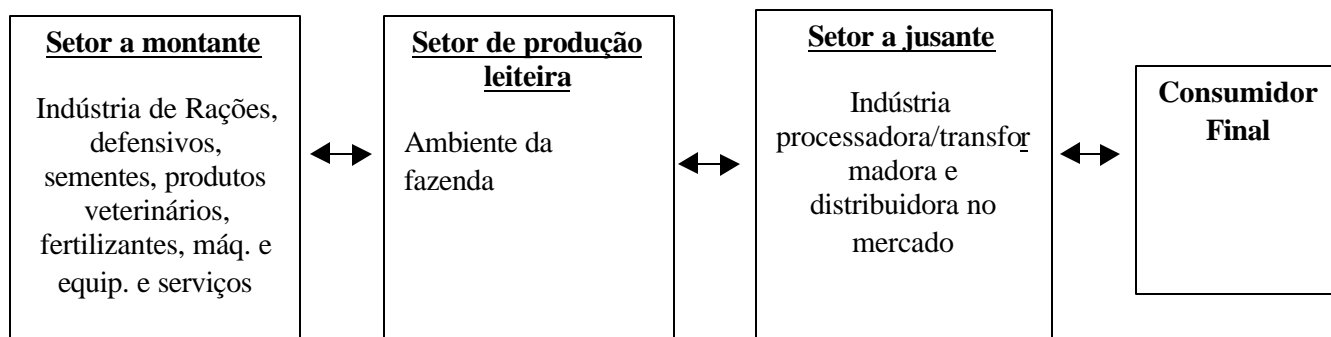 Setor a montante
Indústria de Rações,
defensivos,
sementes, produtos
veterinários,
fertilizantes, máq. e
equip. e serviços
Setor de produção
leiteira
Ambiente da
fazenda
Setor a jusante
Indústria
processadora/transfor
madora e
distribuidora no
mercado
Consumidor
Final